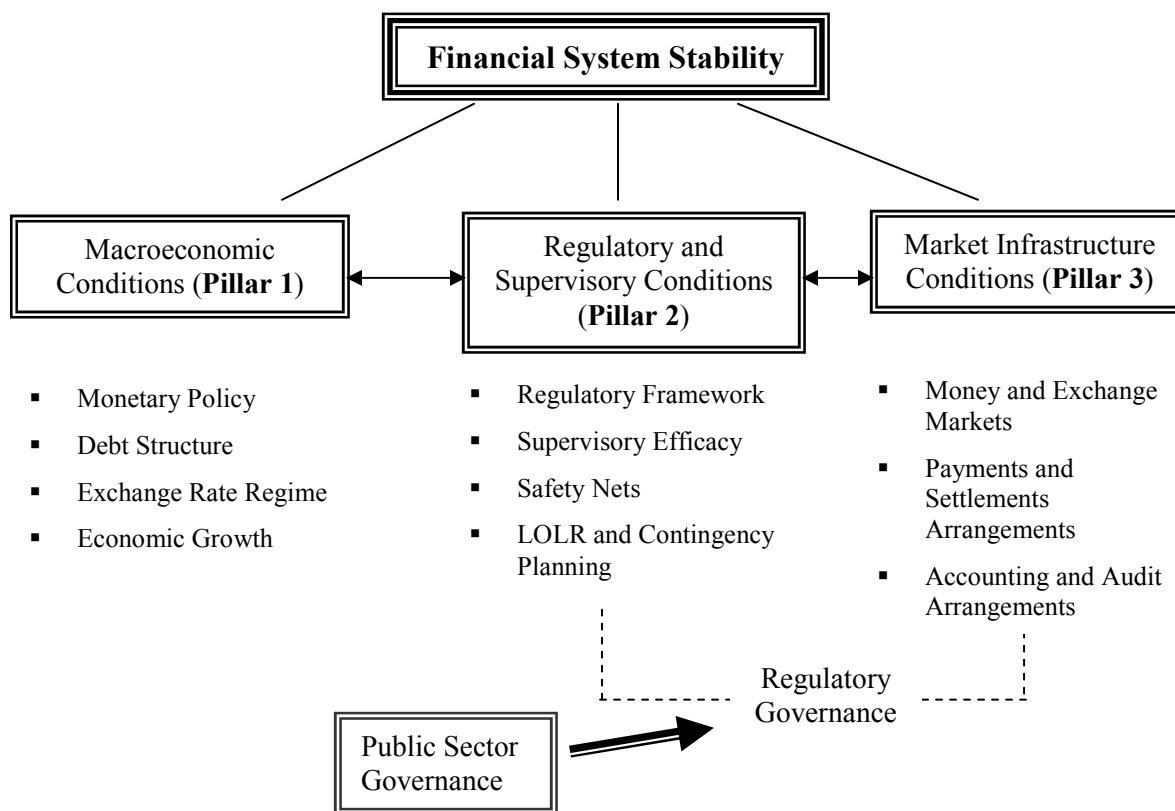 Financial System Stability
Macroeconomic
Conditions (Pillar 1)
Regulatory and
Supervisory Conditions
(Pillar 2)
Market Infrastructure
Conditions (Pillar 3)
▪ Monetary Policy
▪ Debt Structure
▪ Exchange Rate Regime
▪ Economic Growth
▪ Regulatory Framework
▪ Supervisory Efficacy
▪ Safety Nets
▪ LOLR and Contingency
Planning
▪ Money and Exchange
Markets
▪ Payments and
Settlements
Arrangements
▪ Accounting and Audit
Arrangements
Regulatory
Governance
Public Sector
Governance